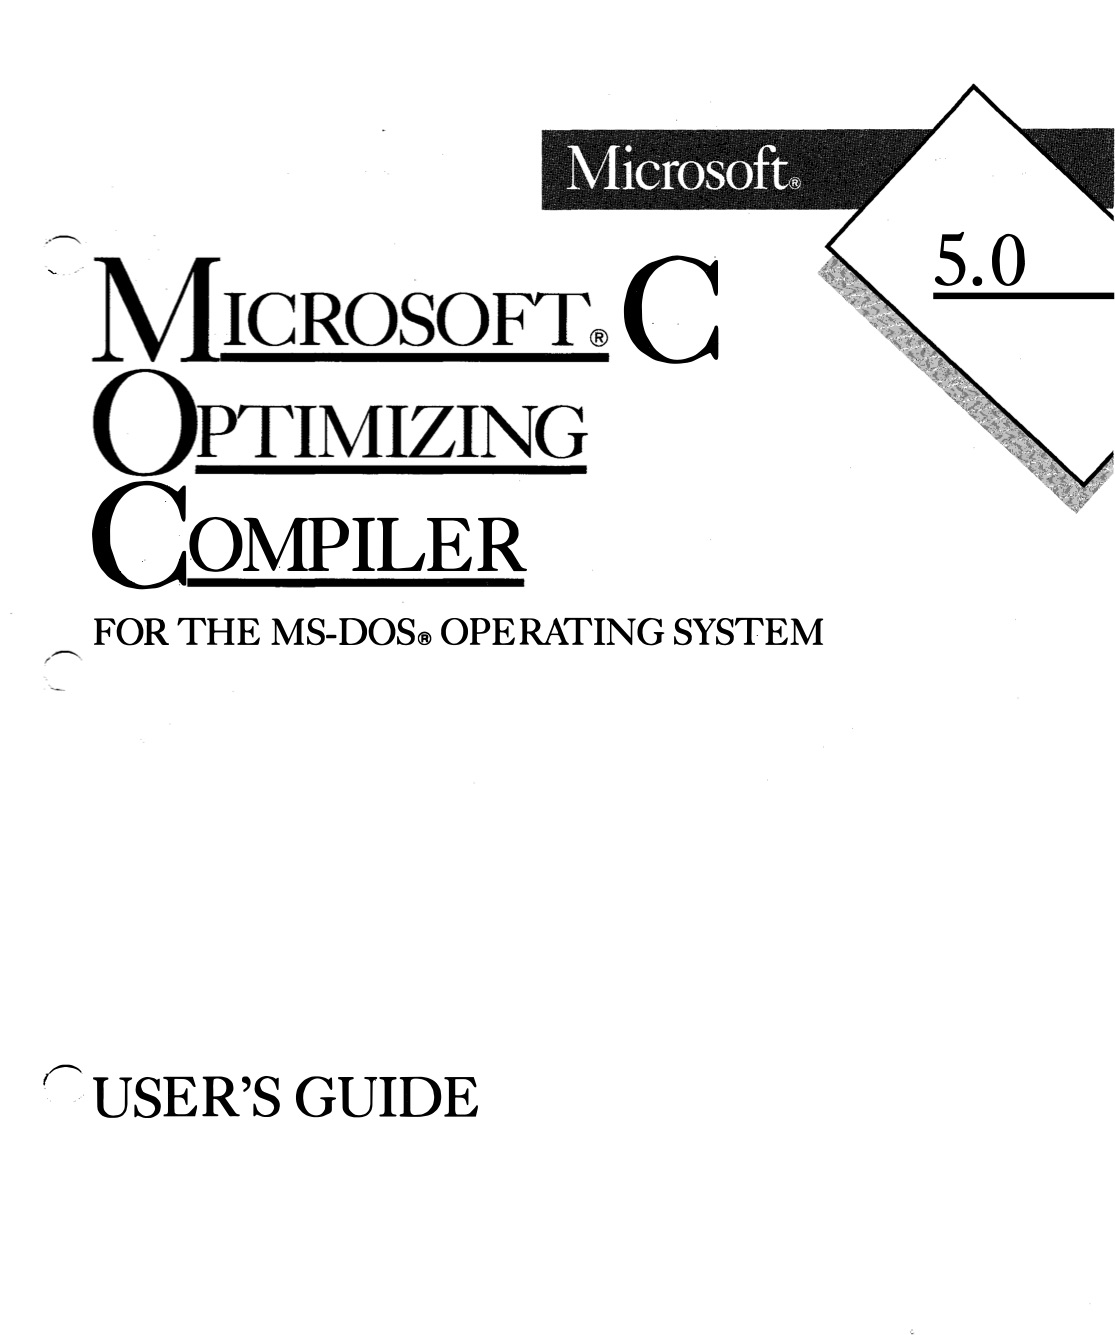 Microsoft®
5.0
MICROSOFT® C
OPTIMIZING
COMPILER
FOR THE MS-DOS® OPERATING SYSTEM
USER'S GUIDE